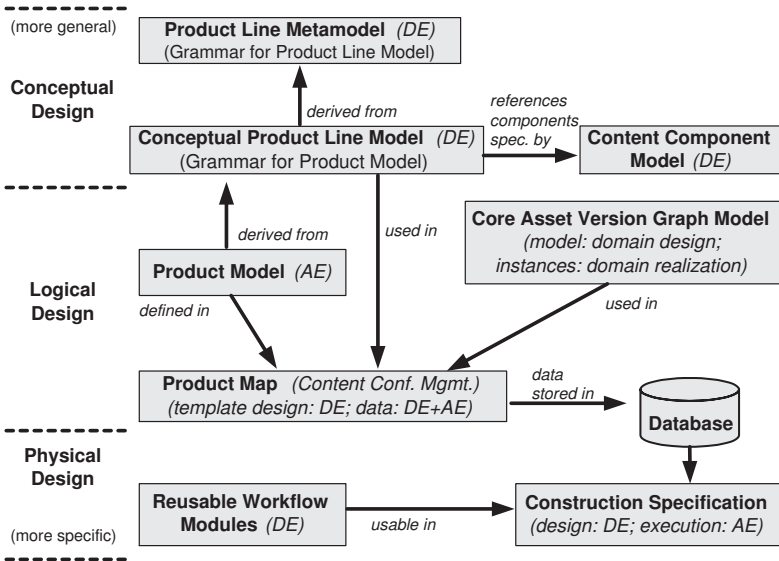 (more general)
Product Line Metamodel (DE)
(Grammar for Product Line Model)
Conceptual
Design
derived from
references
components
spec. by
Conceptual Product Line Model (DE)
(Grammar for Product Model)
Content Component
Model (DE)
derived from
used in
Core Asset Version Graph Model
(model: domain design;
instances: domain realization)
Product Model (AE)
Logical
Design
defined in
used in
Product Map (Content Conf. Mgmt.)
(template design: DE; data: DE+AE)
data
stored in
Database
Physical
Design
Reusable Workflow
Modules (DE)
usable in
Construction Specification
(design: DE; execution: AE)
(more specific)